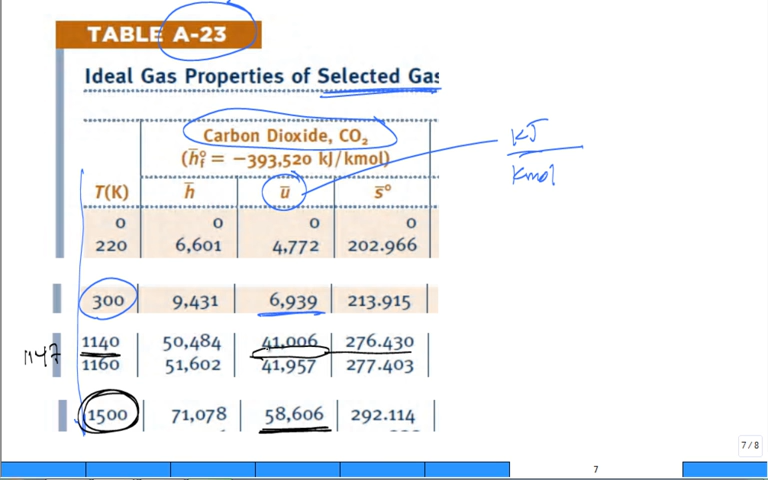 TABLE A-23
Ideal Gas Properties of Selected Gas
Carbon Dioxide, CO₂
(h̄°f = −393,520 kJ/kmol)
T(K) h̄ ū s̄°
0 0 0 0
220 6,601 4,772 202.966
300 9,431 6,939 213.915
1140 50,484 41,006 276.430
1160 51,602 41,957 277.403
1500 71,078 58,606 292.114
KJ
Kmol
1147
7/8
7